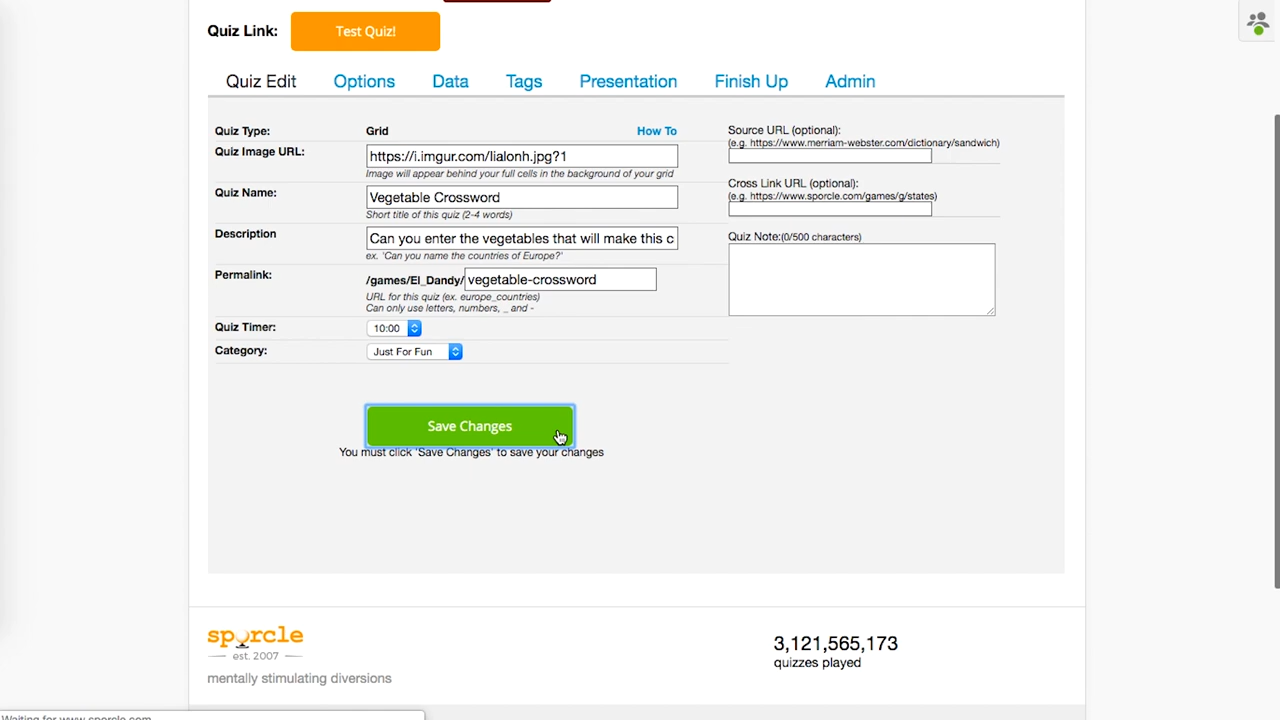 Quiz Link:
Test Quiz!
Quiz Edit Options Data Tags Presentation Finish Up Admin
Quiz Type: Grid How To
Quiz Image URL: https://i.imgur.com/lialonh.jpg?1
Image will appear behind your full cells in the background of your grid
Quiz Name: Vegetable Crossword
Short title of this quiz (2-4 words)
Description Can you enter the vegetables that will make this c
ex. 'Can you name the countries of Europe?'
Permalink: /games/El_Dandy/ vegetable-crossword
URL for this quiz (ex. europe_countries)
Can only use letters, numbers, _ and -
Quiz Timer: 10:00
Category: Just For Fun
Source URL (optional):
(e.g. https://www.merriam-webster.com/dictionary/sandwich)
Cross Link URL (optional):
(e.g. https://www.sporcle.com/games/g/states)
Quiz Note:(0/500 characters)
Save Changes
You must click 'Save Changes' to save your changes
sporcle
est. 2007
mentally stimulating diversions
3,121,565,173
quizzes played
Waiting for www.sporcle.com